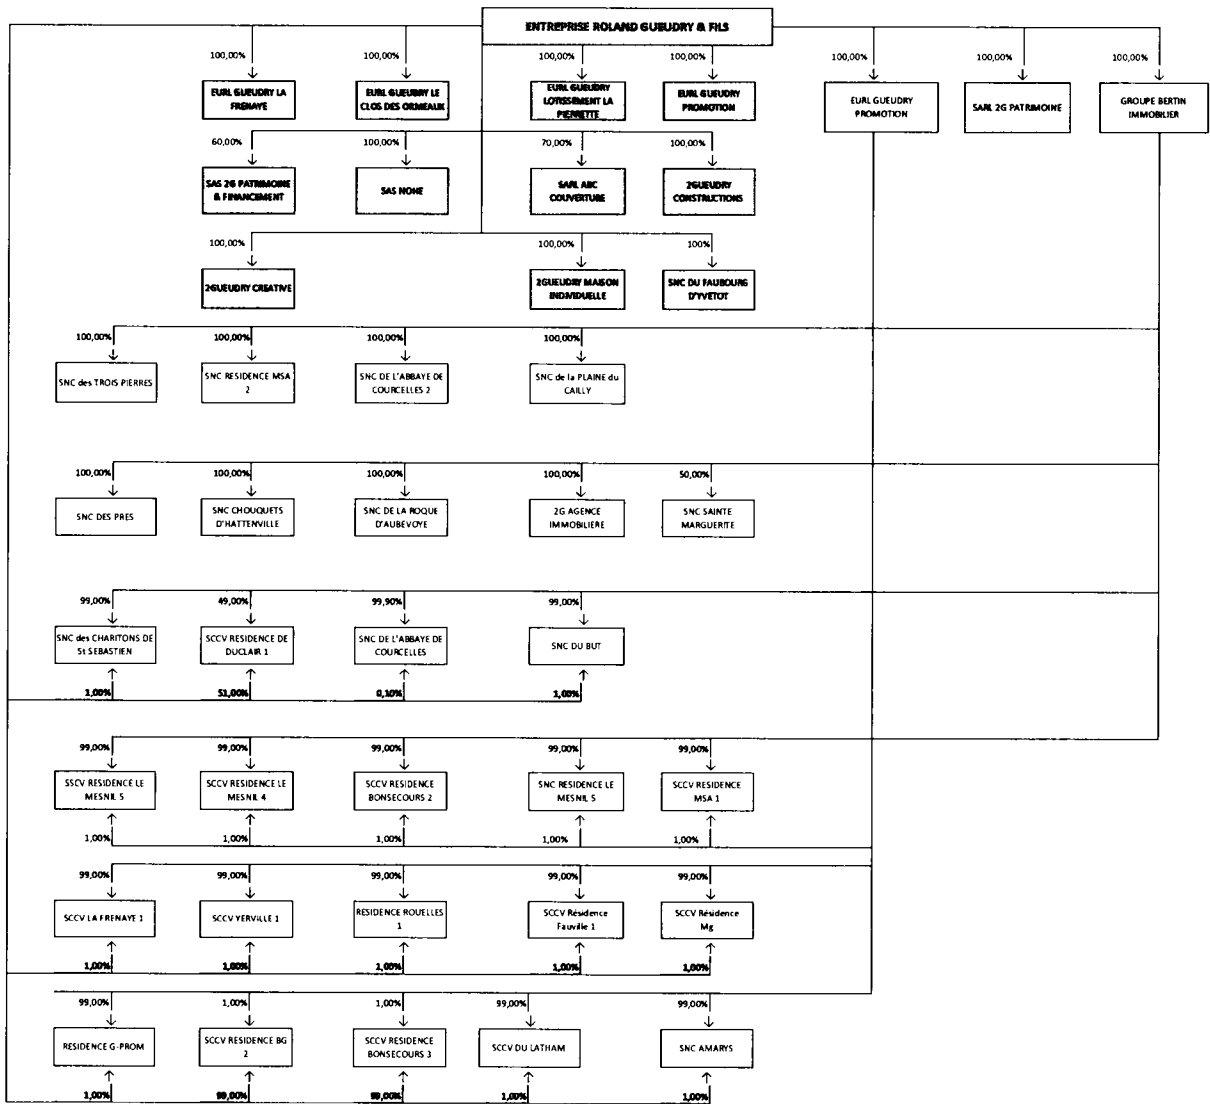 ENTREPRISE ROLAND GUEUDRY & FILS
100,00% 100,00% 100,00% 100,00% 100,00% 100,00% 100,00%
EURL GUEUDRY LA
FRENAYE
EURL GUEUDRY LE
CLOS DES ORMEAUX
EURL GUEUDRY
LOTISSEMENT LA
PIERRETTE
EURL GUEUDRY
PROMOTION
EURL GUEUDRY
PROMOTION
SARL 2G PATRIMOINE
GROUPE BERTIN
IMMOBILIER
60,00% 100,00% 70,00% 100,00%
SAS 2G PATRIMOINE
& FINANCEMENT
SAS NOHE
SARL ABC
COUVERTURE
2GUEUDRY
CONSTRUCTIONS
100,00% 100,00% 100%
2GUEUDRY CREATIVE
2GUEUDRY MAISON
INDIVIDUELLE
SNC DU FAUBOURG
D'YVETOT
100,00% 100,00% 100,00% 100,00%
SNC des TROIS PIERRES
SNC RESIDENCE MSA
2
SNC DE L'ABBAYE DE
COURCELLES 2
SNC de la PLAINE du
CAILLY
100,00% 100,00% 100,00% 100,00% 50,00%
SNC DES PRES
SNC CHOUQUETS
D'HATTENVILLE
SNC DE LA ROQUE
D'AUBEVOYE
2G AGENCE
IMMOBILIERE
SNC SAINTE
MARGUERITE
99,00% 49,00% 99,90% 99,00%
SNC des CHARITONS DE
St SEBASTIEN
SCCV RESIDENCE DE
DUCLAIR 1
SNC DE L'ABBAYE DE
COURCELLES
SNC DU BUT
1,00% 51,00% 0,10% 1,00%
99,00% 99,00% 99,00% 99,00% 99,00%
SSCV RESIDENCE LE
MESNIL 5
SCCV RESIDENCE LE
MESNIL 4
SCCV RESIDENCE
BONSECOURS 2
SNC RESIDENCE LE
MESNIL 5
SCCV RESIDENCE
MSA 1
1,00% 1,00% 1,00% 1,00% 1,00%
99,00% 99,00% 99,00% 99,00% 99,00%
SCCV LA FRENAYE 1
SCCV YERVILLE 1
RESIDENCE ROUELLES
1
SCCV Résidence
Fauville 1
SCCV Résidence
Mg
1,00% 1,00% 1,00% 1,00% 1,00%
99,00% 1,00% 1,00% 99,00% 99,00%
RESIDENCE G-PROM
SCCV RESIDENCE BG
2
SCCV RESIDENCE
BONSECOURS 3
SCCV DU LATHAM
SNC AMARYS
1,00% 99,00% 99,00% 1,00% 1,00%